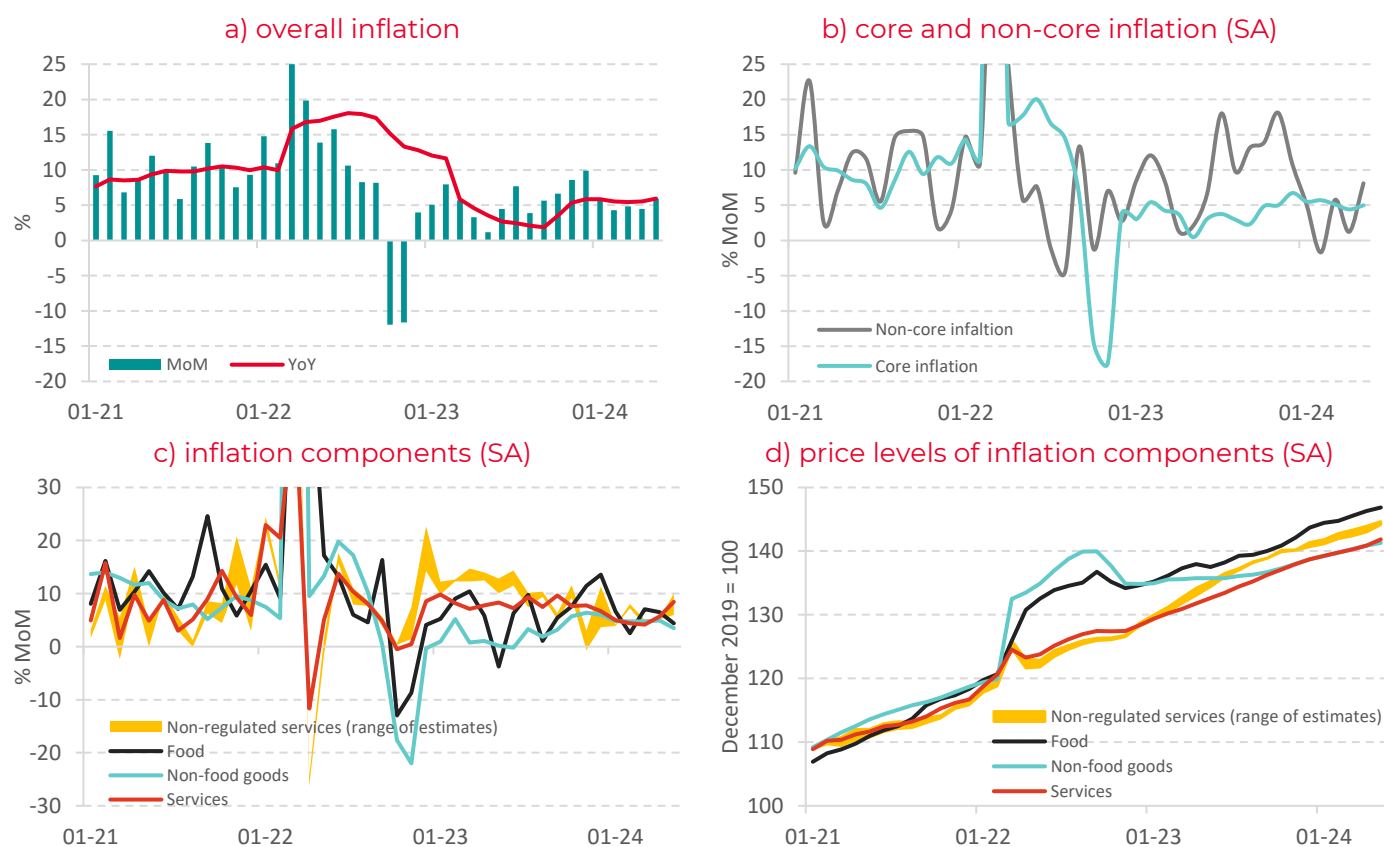 a) overall inflation
%
25
20
15
10
5
0
-5
-10
-15
-20
MoM
YoY
01-21
01-22
01-23
01-24
b) core and non-core inflation (SA)
% MoM
25
20
15
10
5
0
-5
-10
-15
-20
Non-core infaltion
Core inflation
01-21
01-22
01-23
01-24
c) inflation components (SA)
% MoM
30
20
10
0
-10
-20
-30
Non-regulated services (range of estimates)
Food
Non-food goods
Services
01-21
01-22
01-23
01-24
d) price levels of inflation components (SA)
December 2019 = 100
150
140
130
120
110
100
Non-regulated services (range of estimates)
Food
Non-food goods
Services
01-21
01-22
01-23
01-24